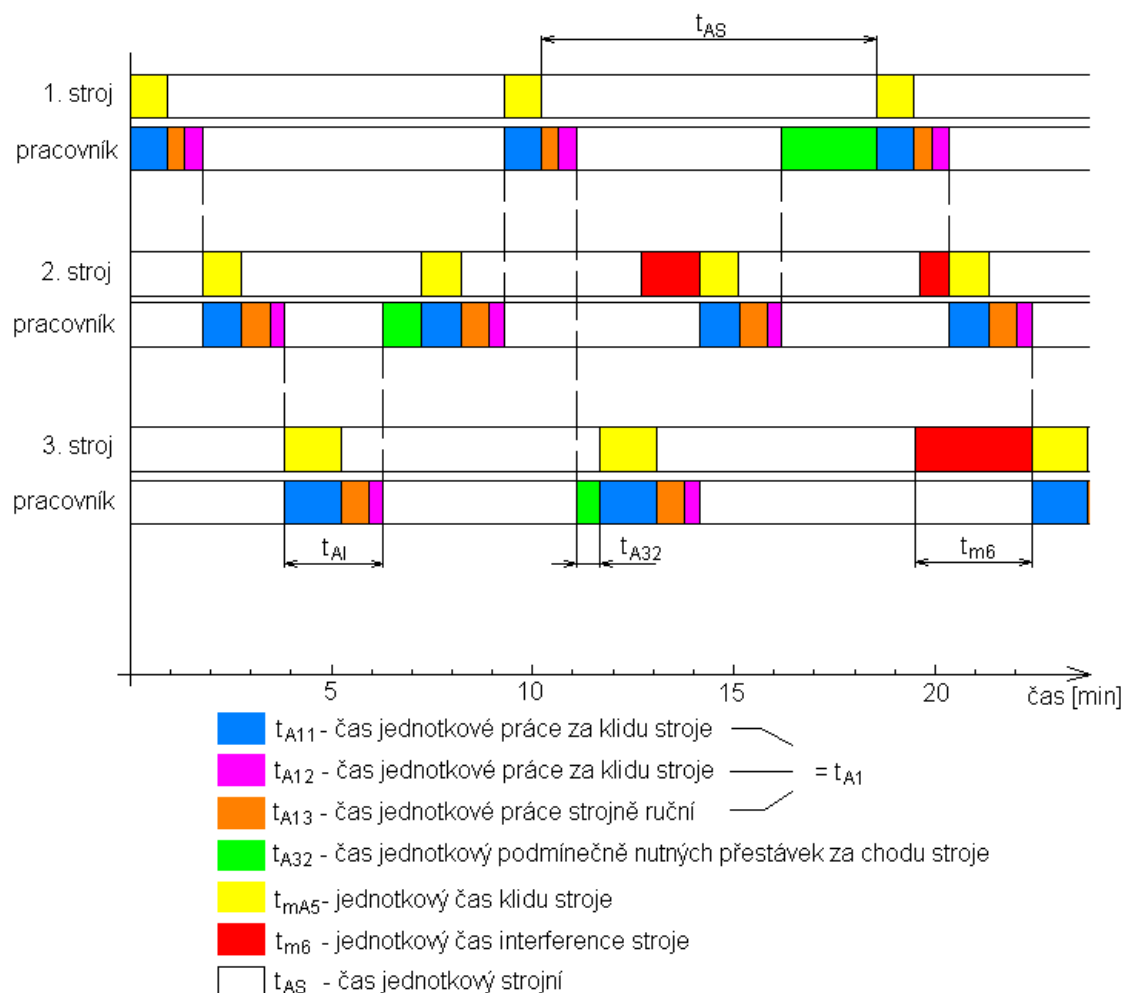 tAS
1. stroj
pracovník
2. stroj
pracovník
3. stroj
pracovník
tAI
tA32
tm6
5 10 15 20
čas [min]
tA11 - čas jednotkové práce za klidu stroje
tA12 - čas jednotkové práce za klidu stroje = tA1
tA13 - čas jednotkové práce strojně ruční
tA32 - čas jednotkový podmínečně nutných přestávek za chodu stroje
tmA5 - jednotkový čas klidu stroje
tm6 - jednotkový čas interference stroje
tAS - čas jednotkový strojní